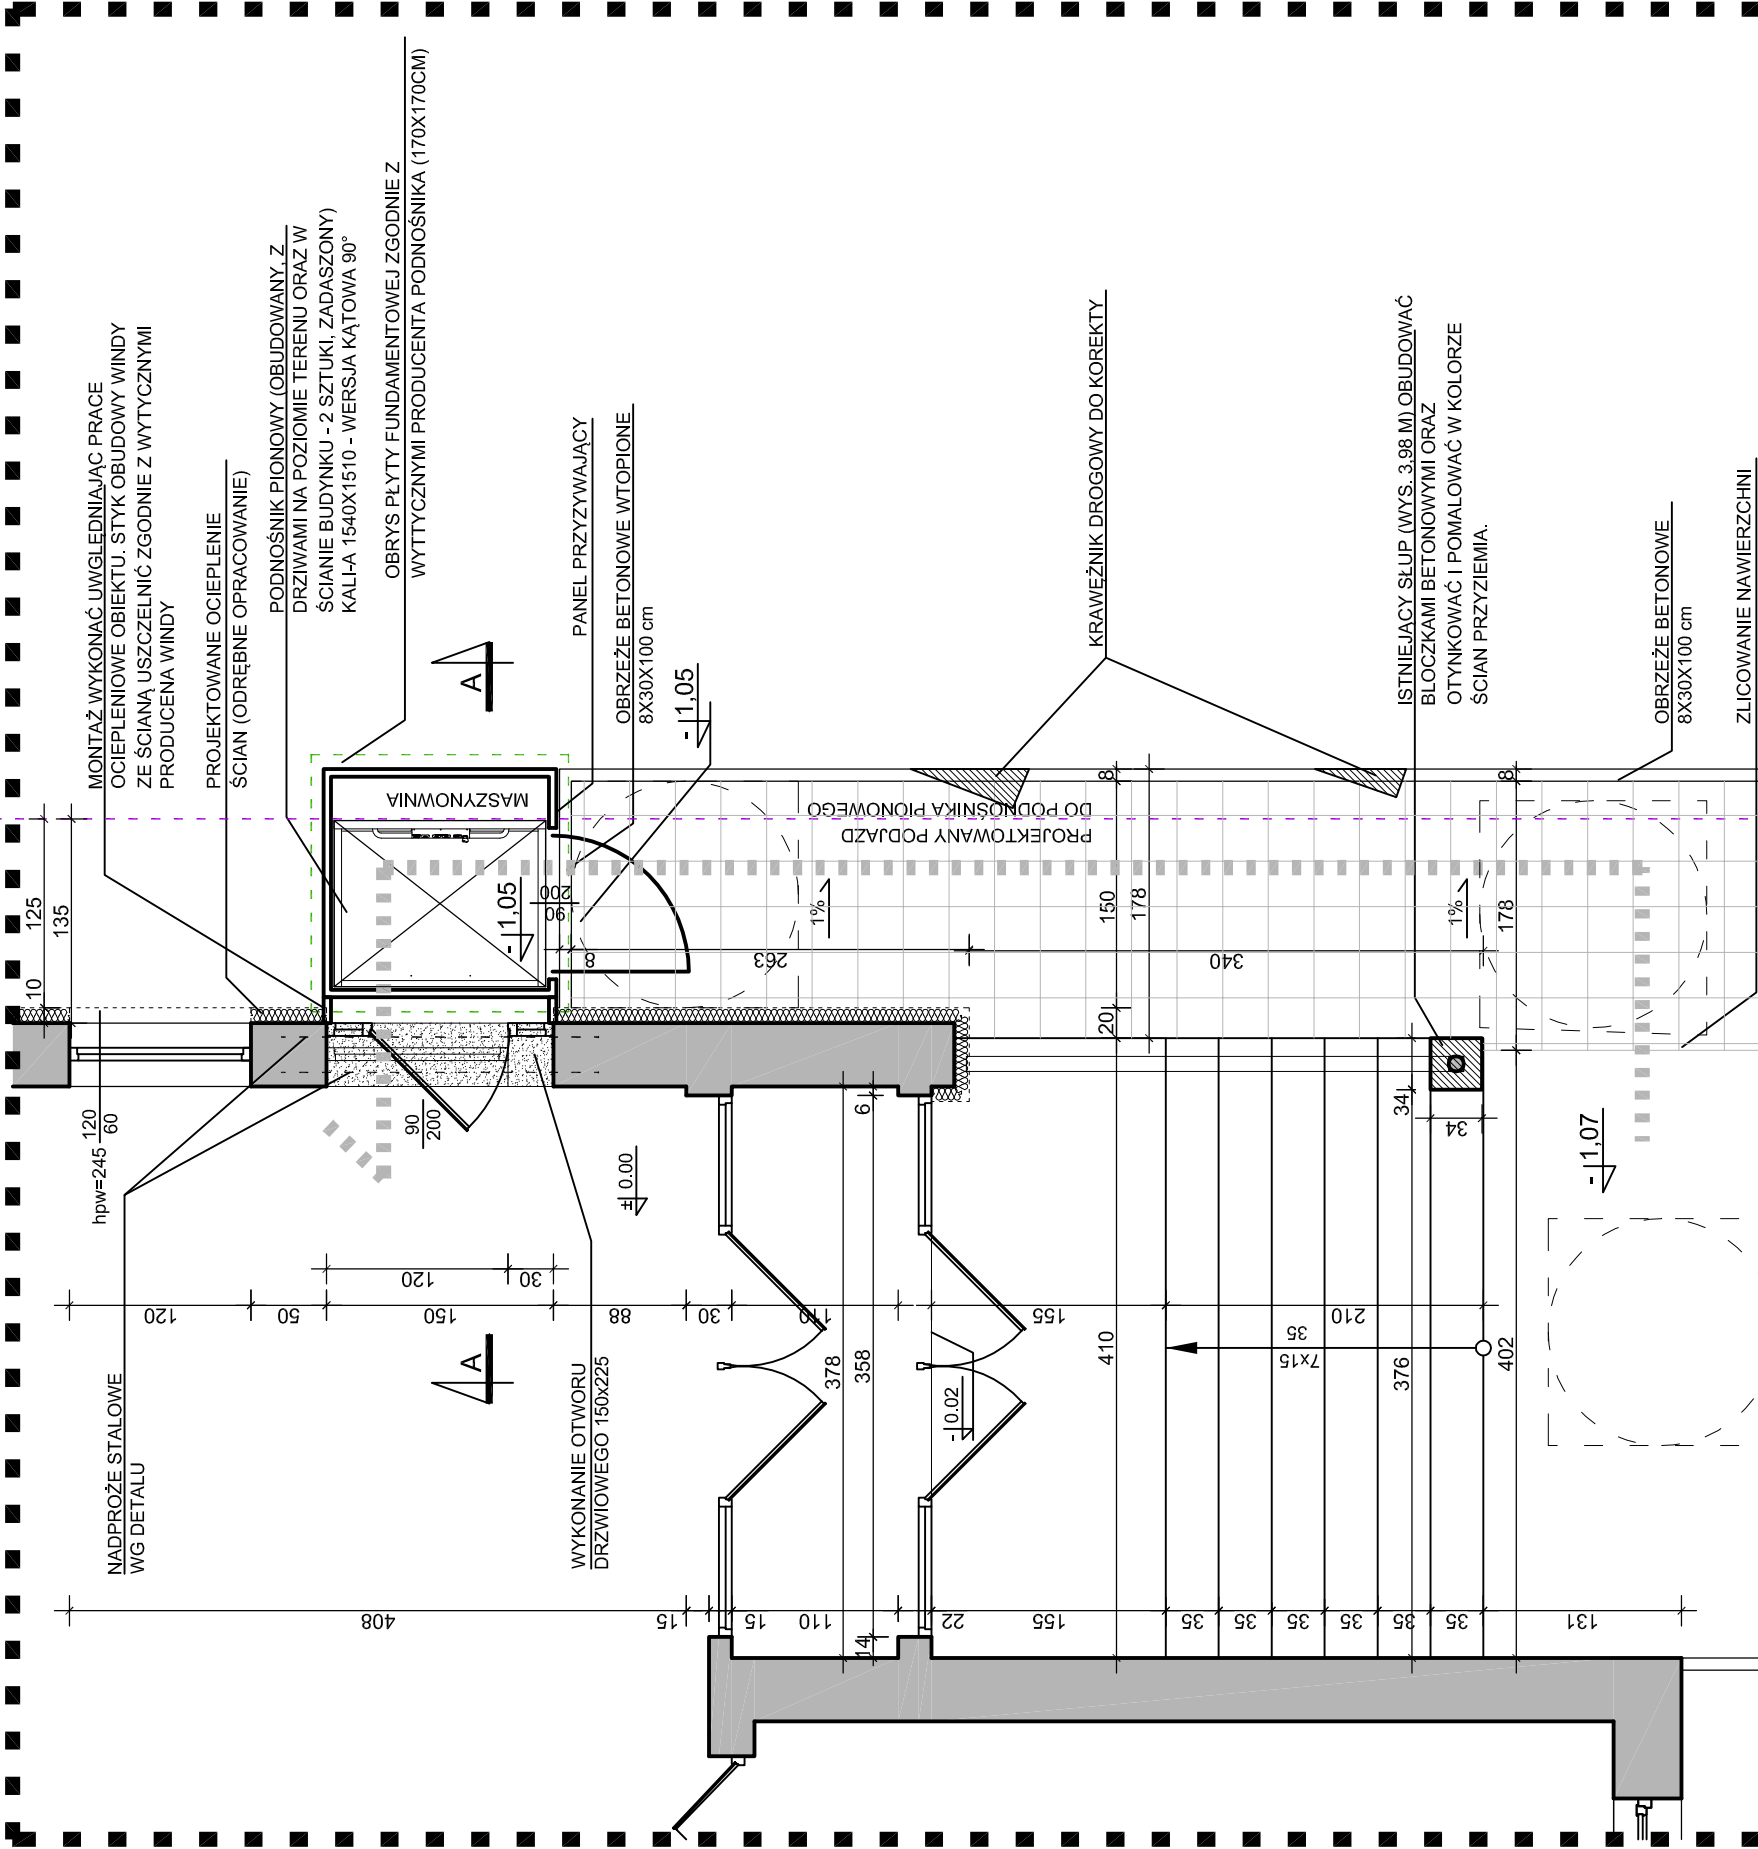 MONTAŻ WYKONAĆ UWGLĘDNIAJĄC PRACE
OCIEPLENIOWE OBIEKTU. STYK OBUDOWY WINDY
ZE ŚCIANĄ USZCZELNIĆ ZGODNIE Z WYTYCZNYMI
PRODUCENA WINDY
PROJEKTOWANE OCIEPLENIE
ŚCIAN (ODRĘBNE OPRACOWANIE)
PODNOŚNIK PIONOWY (OBUDOWANY, Z
DRZIWAMI NA POZIOMIE TERENU ORAZ W
ŚCIANIE BUDYNKU - 2 SZTUKI, ZADASZONY)
KALI-A 1540X1510 - WERSJA KĄTOWA 90°
OBRYS PŁYTY FUNDAMENTOWEJ ZGODNIE Z
WYTTYCZNYMI PRODUCENTA PODNOŚNIKA (170X170CM)
PANEL PRZYZYWAJĄCY
OBRZEŻE BETONOWE WTOPIONE
8X30X100 cm
- 1,05
KRAWĘŻNIK DROGOWY DO KOREKTY
ISTNIEJĄCY SŁUP (WYS. 3,98 M) OBUDOWAĆ
BLOCZKAMI BETONOWYMI ORAZ
OTYNKOWAĆ I POMALOWAĆ W KOLORZE
ŚCIAN PRZYZIEMIA.
OBRZEŻE BETONOWE
8X30X100 cm
ZLICOWANIE NAWIERZCHNI
A
MASZYNOWNIA
PROJEKTOWANY PODJAZD
DO PODNOŚNIKA PIONOWEGO
10
125
135
- 1,05
90
200
8
263
340
1%
1%
20
150
8
178
178
8
hpw=245
120
60
90
200
± 0.00
6
34
34
- 1,07
120
30
120
50
150
88
30
110
155
210
A
378
358
410
35
7x15
376
402
- 0.02
NADPROŻE STALOWE
WG DETALU
WYKONANIE OTWORU
DRZWIOWEGO 150x225
408
15
15
110
22
155
35
35
35
35
35
35
131
14